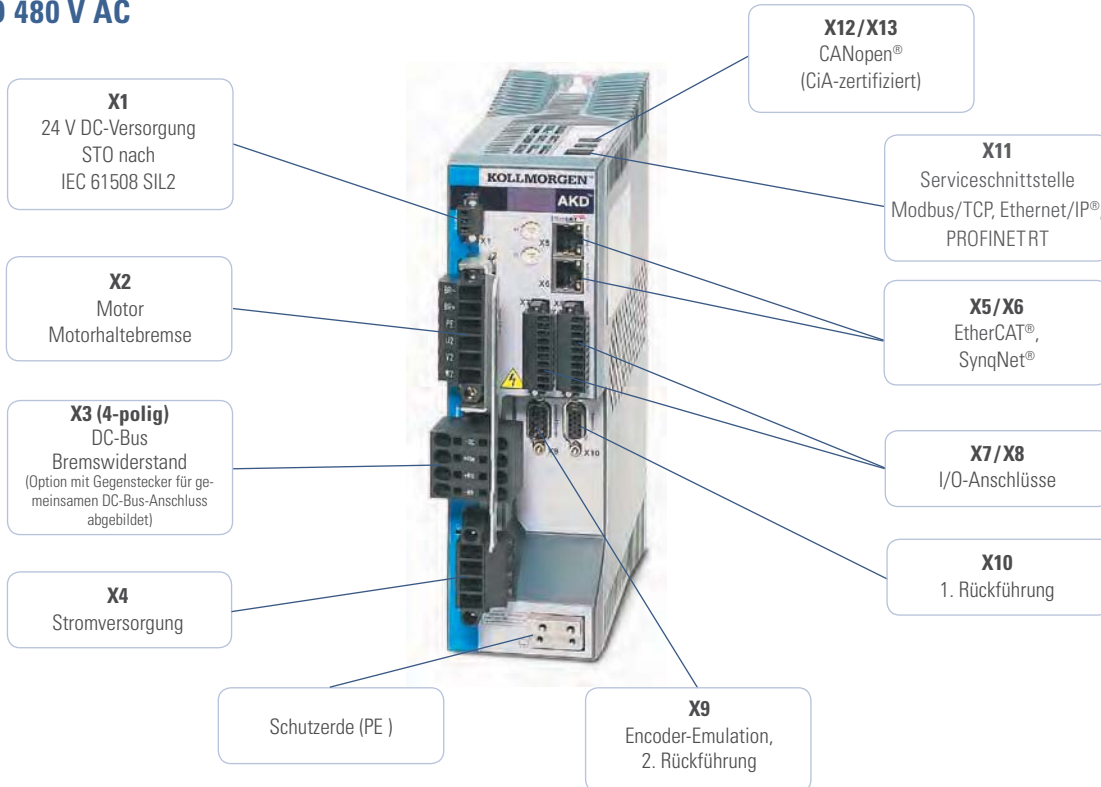 480 V AC
X1
24 V DC-Versorgung
STO nach
IEC 61508 SIL2
X2
Motor
Motorhaltebremse
X3 (4-polig)
DC-Bus
Bremswiderstand
(Option mit Gegenstecker für ge-
meinsamen DC-Bus-Anschluss
abgebildet)
X4
Stromversorgung
Schutzerde (PE )
KOLLMORGEN
AKD
X1
X5
X6
BR+
PE
V2
X9
X10
X12/X13
CANopen®
(CiA-zertifiziert)
X11
Serviceschnittstelle
Modbus/TCP, Ethernet/IP®,
PROFINET RT
X5/X6
EtherCAT®,
SynqNet®
X7/X8
I/O-Anschlüsse
X10
1. Rückführung
X9
Encoder-Emulation,
2. Rückführung